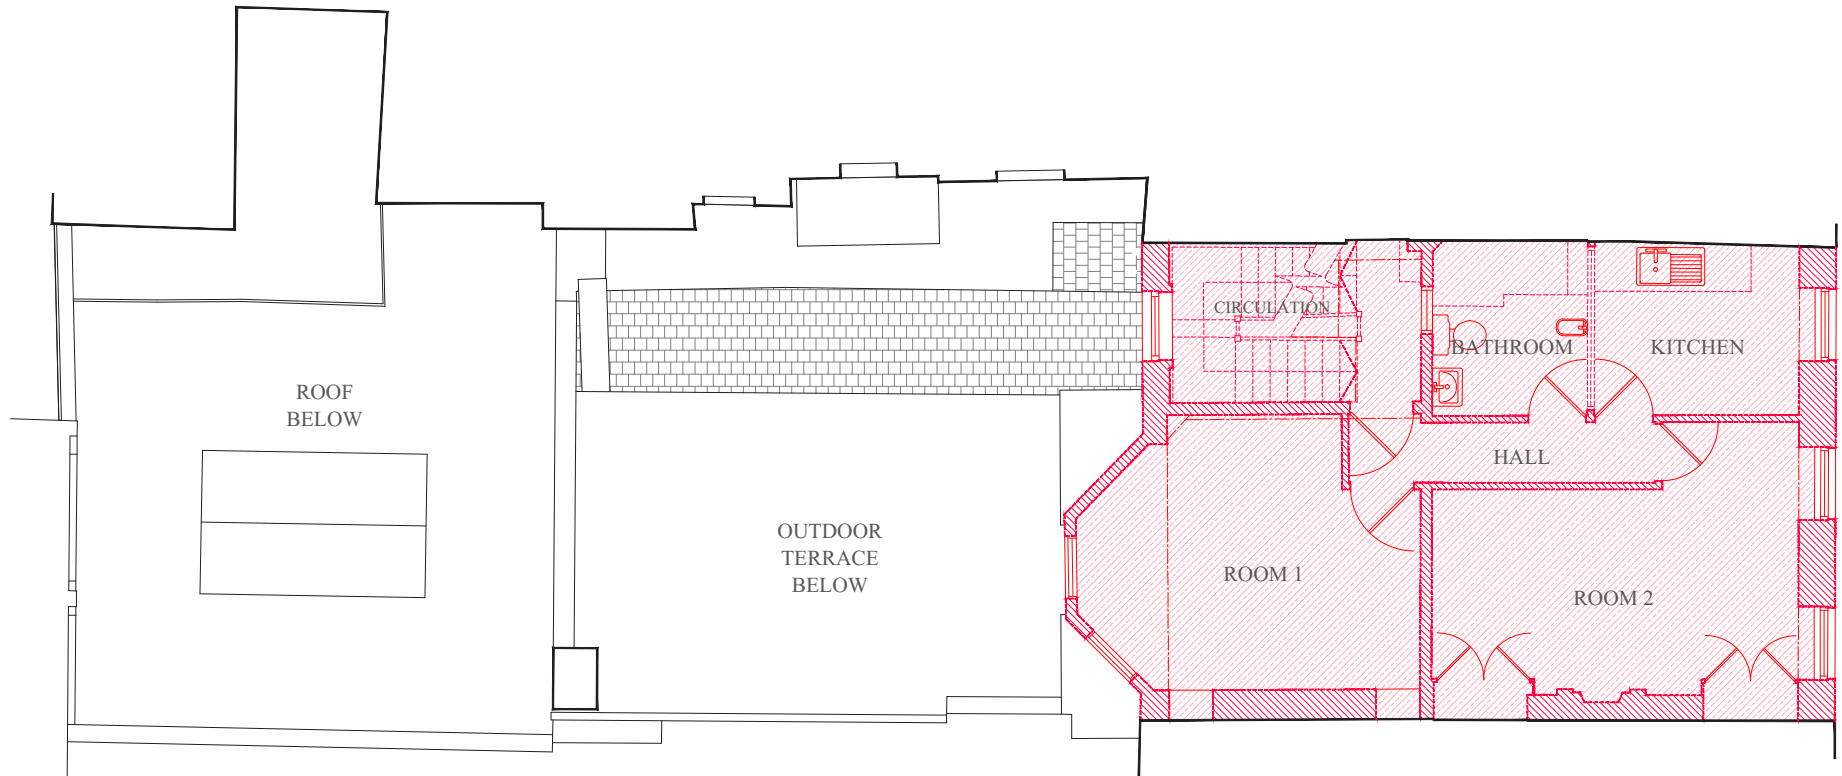 CIRCULATION
BATHROOM
KITCHEN
ROOF
BELOW
HALL
OUTDOOR
TERRACE
BELOW
ROOM 1
ROOM 2